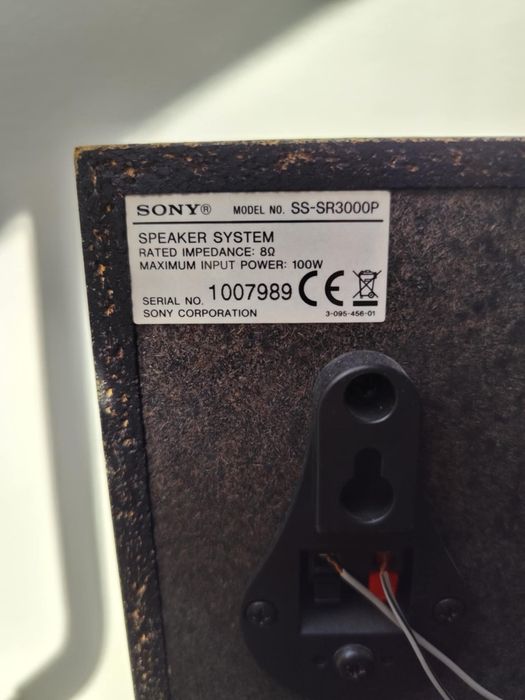 SONY® MODEL NO. SS-SR3000P
SPEAKER SYSTEM
RATED IMPEDANCE: 8Ω
MAXIMUM INPUT POWER: 100W
SERIAL NO. 1007989 CE
SONY CORPORATION 3-095-456-01